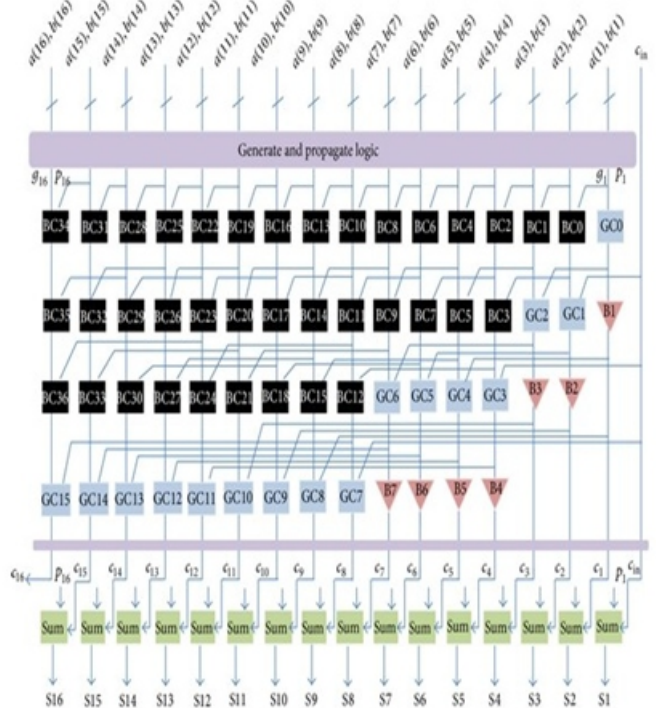 a(16), b(16) a(15), b(15) a(14), b(14) a(13), b(13) a(12), b(12) a(11), b(11) a(10), b(10) a(9), b(9) a(8), b(8) a(7), b(7) a(6), b(6) a(5), b(5) a(4), b(4) a(3), b(3) a(2), b(2) a(1), b(1) cin
Generate and propagate logic
g16 p16 g1 p1
BC34 BC31 BC28 BC25 BC22 BC19 BC16 BC13 BC10 BC8 BC6 BC4 BC2 BC1 BC0 GC0
BC35 BC32 BC29 BC26 BC23 BC20 BC17 BC14 BC11 BC9 BC7 BC5 BC3 GC2 GC1 B1
BC36 BC33 BC30 BC27 BC24 BC21 BC18 BC15 BC12 GC6 GC5 GC4 GC3 B3 B2
GC15 GC14 GC13 GC12 GC11 GC10 GC9 GC8 GC7 B7 B6 B5 B4
c16 p16 c15 c14 c13 c12 c11 c10 c9 c8 c7 c6 c5 c4 c3 c2 c1 p1 cin
Sum Sum Sum Sum Sum Sum Sum Sum Sum Sum Sum Sum Sum Sum Sum Sum
S16 S15 S14 S13 S12 S11 S10 S9 S8 S7 S6 S5 S4 S3 S2 S1